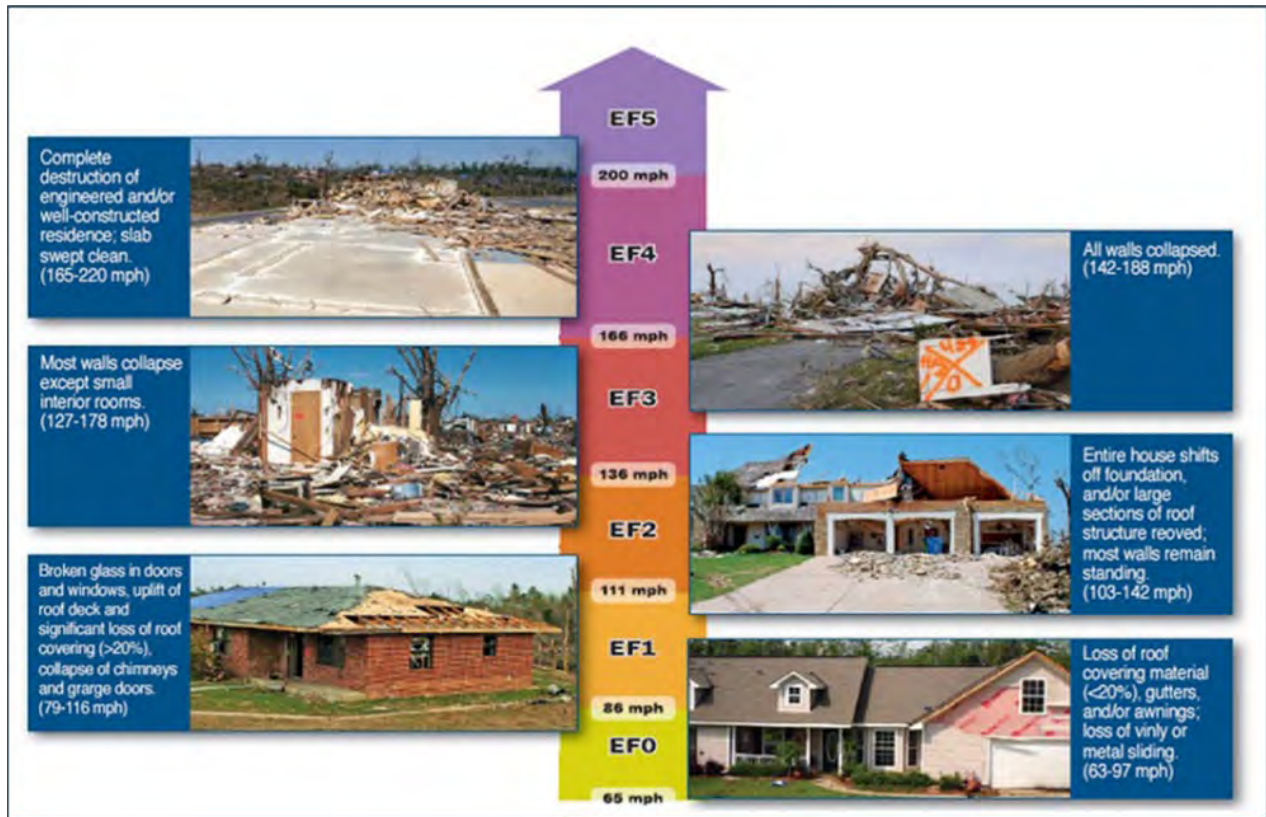 EF5
200 mph
EF4
166 mph
EF3
136 mph
EF2
111 mph
EF1
86 mph
EF0
65 mph
Complete
destruction of
engineered and/or
well-constructed
residence; slab
swept clean.
(165-220 mph)
All walls collapsed.
(142-188 mph)
Most walls collapse
except small
interior rooms.
(127-178 mph)
Entire house shifts
off foundation,
and/or large
sections of roof
structure reoved;
most walls remain
standing.
(103-142 mph)
Broken glass in doors
and windows, uplift of
roof deck and
significant loss of roof
covering (>20%),
collapse of chimneys
and grarge doors.
(79-116 mph)
Loss of roof
covering material
(<20%), gutters,
and/or awnings;
loss of vinly or
metal sliding.
(63-97 mph)